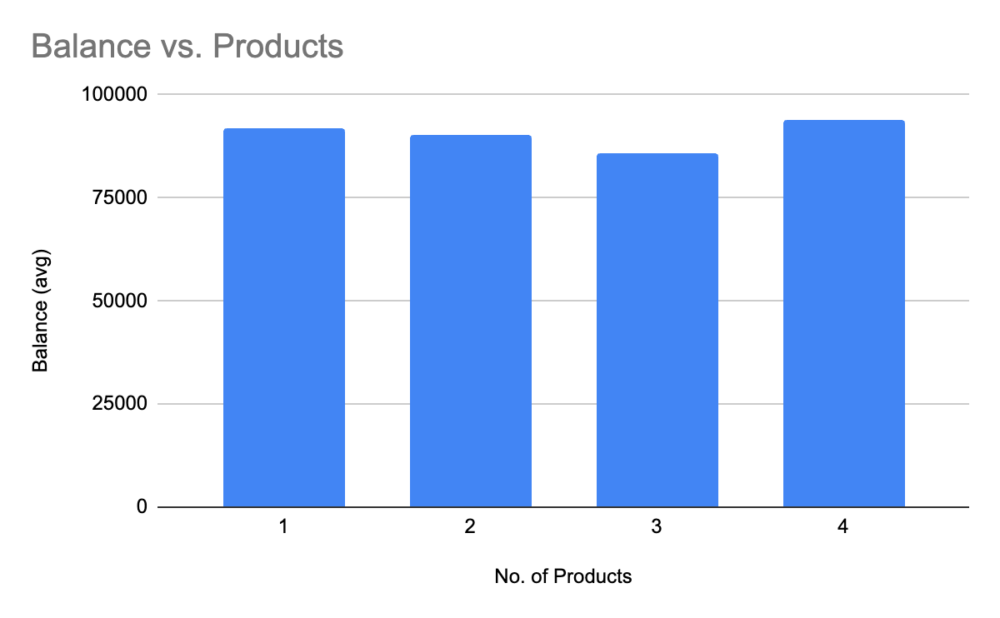 Balance vs. Products
100000
75000
50000
25000
0
Balance (avg)
1 2 3 4
No. of Products